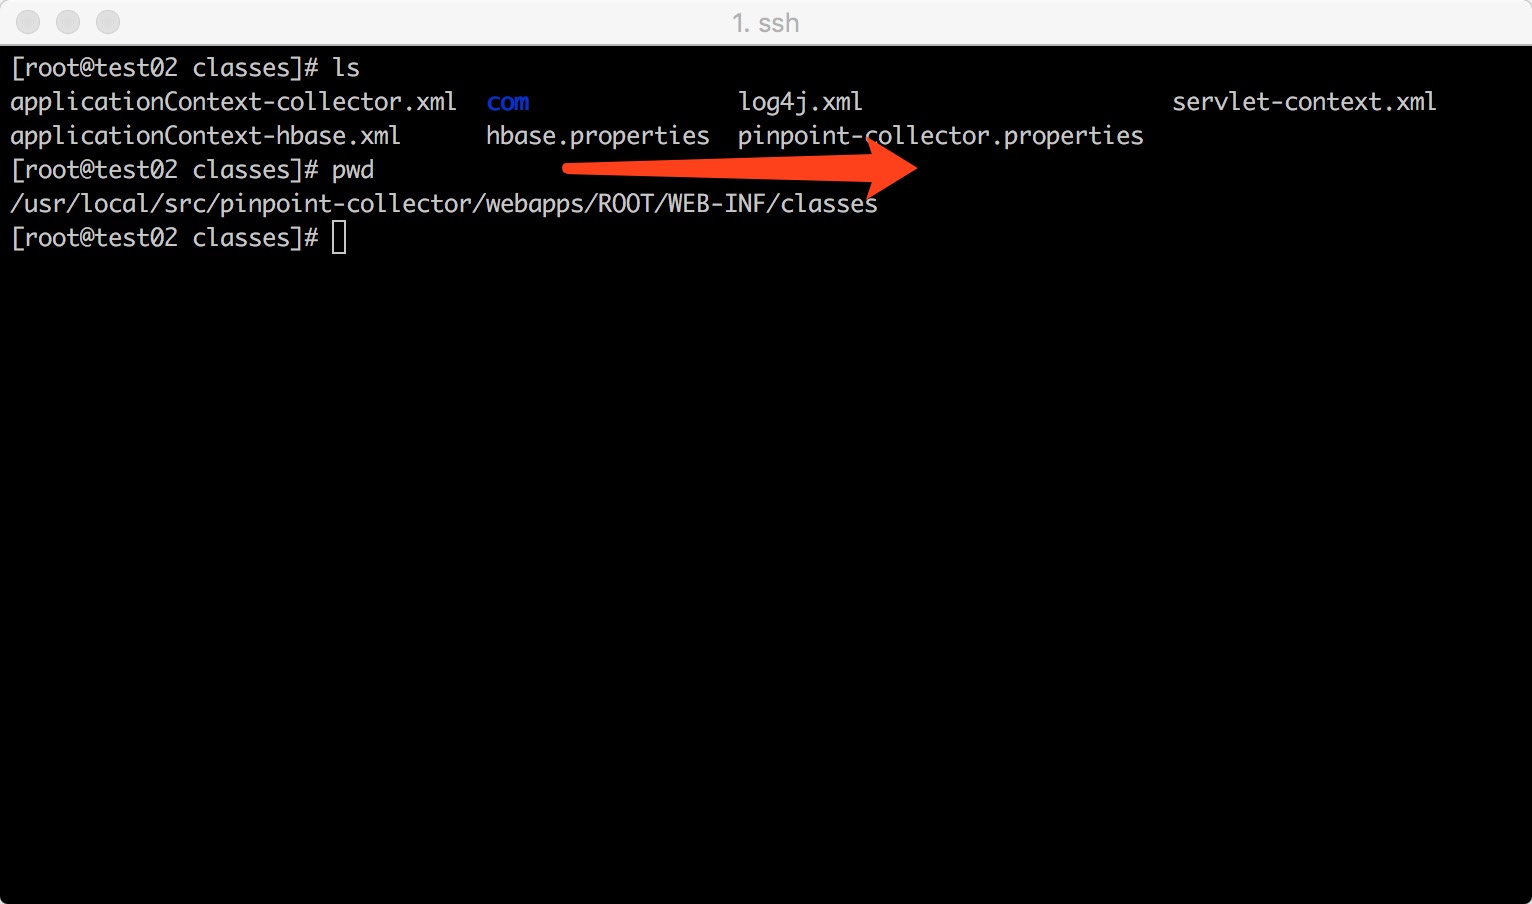 1. ssh
[root@test02 classes]# ls
applicationContext-collector.xml  com               log4j.xml                      servlet-context.xml
applicationContext-hbase.xml      hbase.properties  pinpoint-collector.properties
[root@test02 classes]# pwd
/usr/local/src/pinpoint-collector/webapps/ROOT/WEB-INF/classes
[root@test02 classes]#